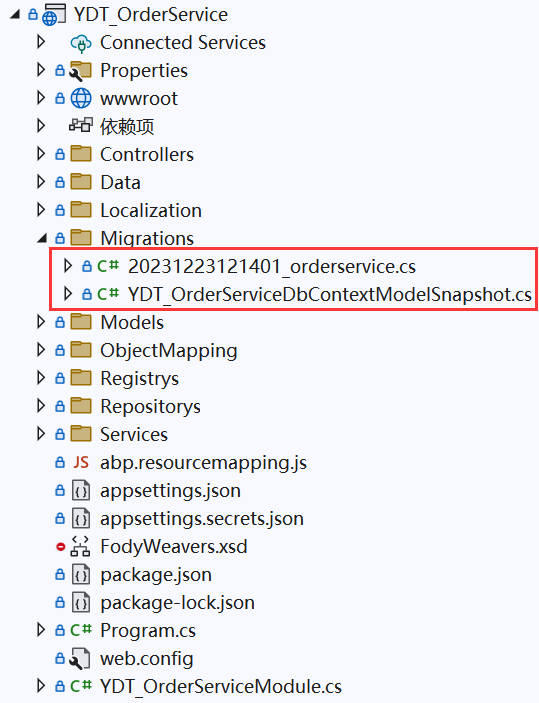 YDT_OrderService
Connected Services
Properties
wwwroot
依赖项
Controllers
Data
Localization
Migrations
C# 20231223121401_orderservice.cs
C# YDT_OrderServiceDbContextModelSnapshot.cs
Models
ObjectMapping
Registrys
Repositorys
Services
JS abp.resourcemapping.js
appsettings.json
appsettings.secrets.json
FodyWeavers.xsd
package.json
package-lock.json
C# Program.cs
web.config
C# YDT_OrderServiceModule.cs